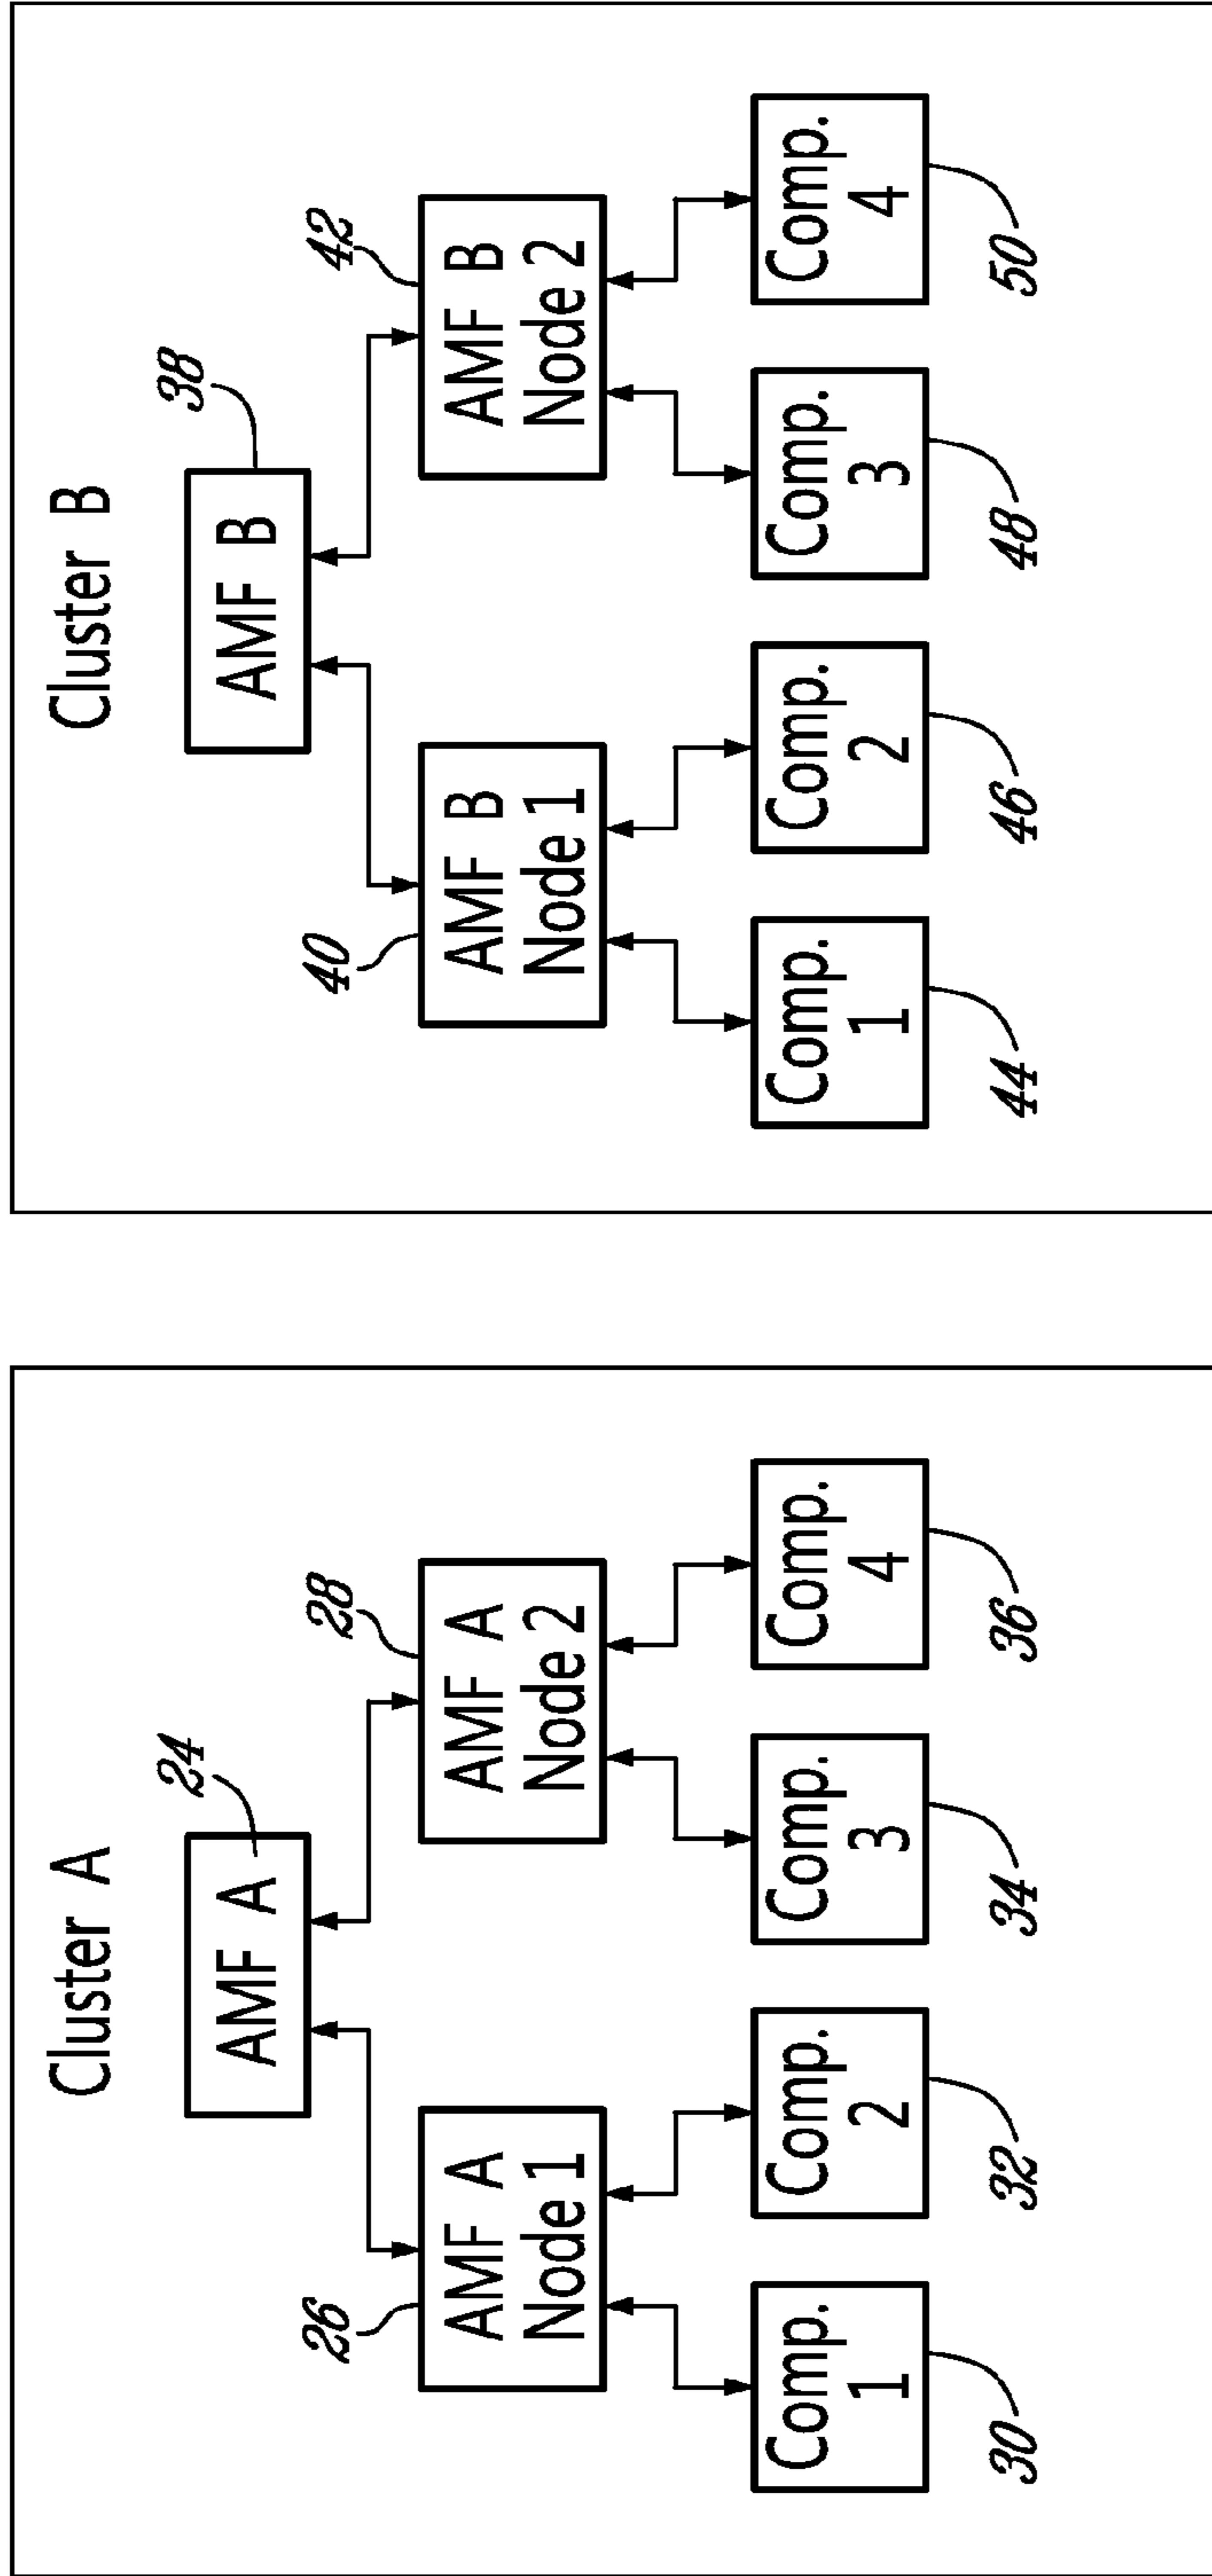 Cluster A
AMF A
24
26
AMF A
Node 1
28
AMF A
Node 2
Comp.
1
Comp.
2
Comp.
3
Comp.
4
30
32
34
36
Cluster B
AMF B
38
40
AMF B
Node 1
42
AMF B
Node 2
Comp.
1
Comp.
2
Comp.
3
Comp.
4
44
46
48
50